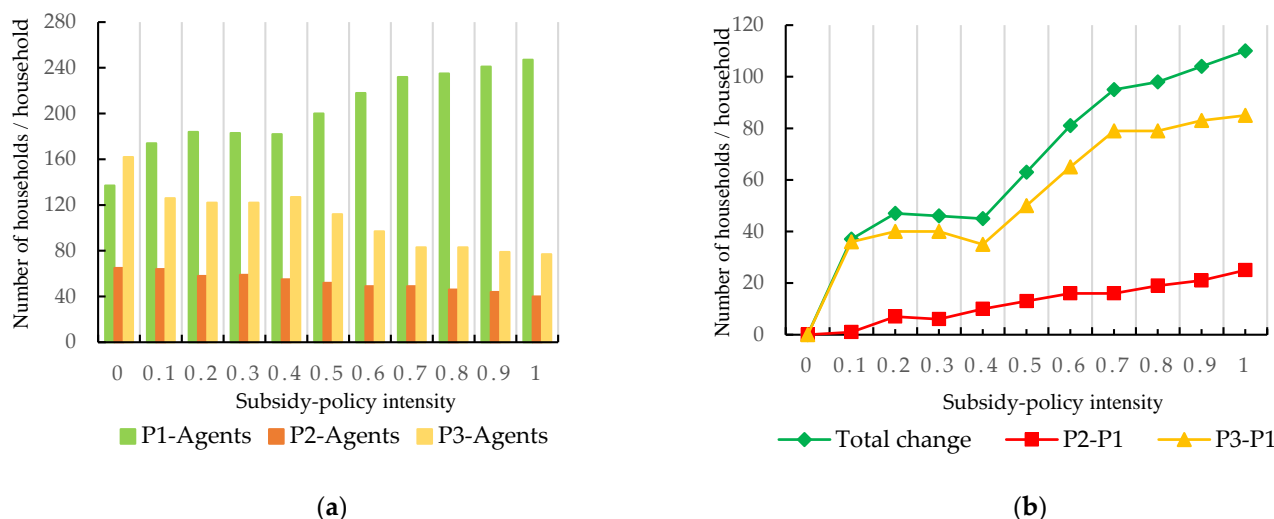 Number of households / household
280
240
200
160
120
80
40
0
0 0.1 0.2 0.3 0.4 0.5 0.6 0.7 0.8 0.9 1
Subsidy-policy intensity
P1-Agents P2-Agents P3-Agents
(a)
Number of households / household
120
100
80
60
40
20
0
0 0.1 0.2 0.3 0.4 0.5 0.6 0.7 0.8 0.9 1
Subsidy-policy intensity
Total change P2-P1 P3-P1
(b)